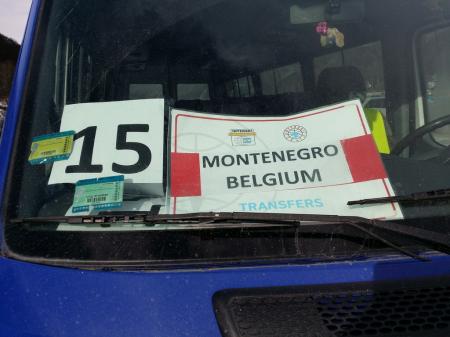 15
MONTENEGRO
BELGIUM
TRANSFERS